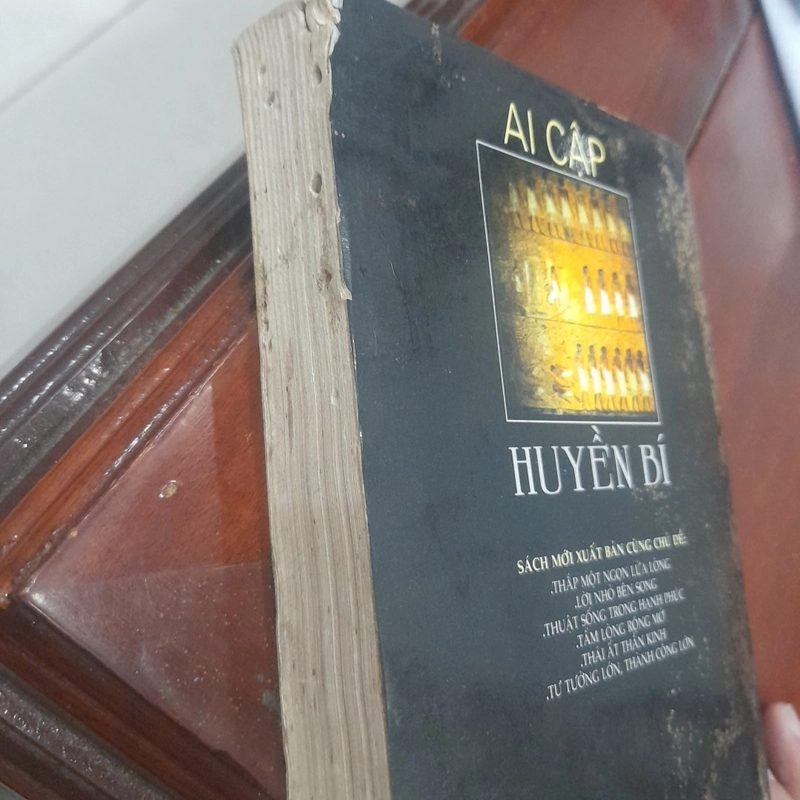 AI CẬP
HUYỀN BÍ
SÁCH MỚI XUẤT BẢN CÙNG CHỦ ĐỀ:
.THẮP MỘT NGỌN LỬA LÒNG
.LỜI NHỎ BÊN SONG
.THUẬT SỐNG TRONG HẠNH PHÚC
.TẤM LÒNG RỘNG MỞ
.THÁI ẤT THẦN KINH
.TƯ TƯỞNG LỚN, THÀNH CÔNG LỚN